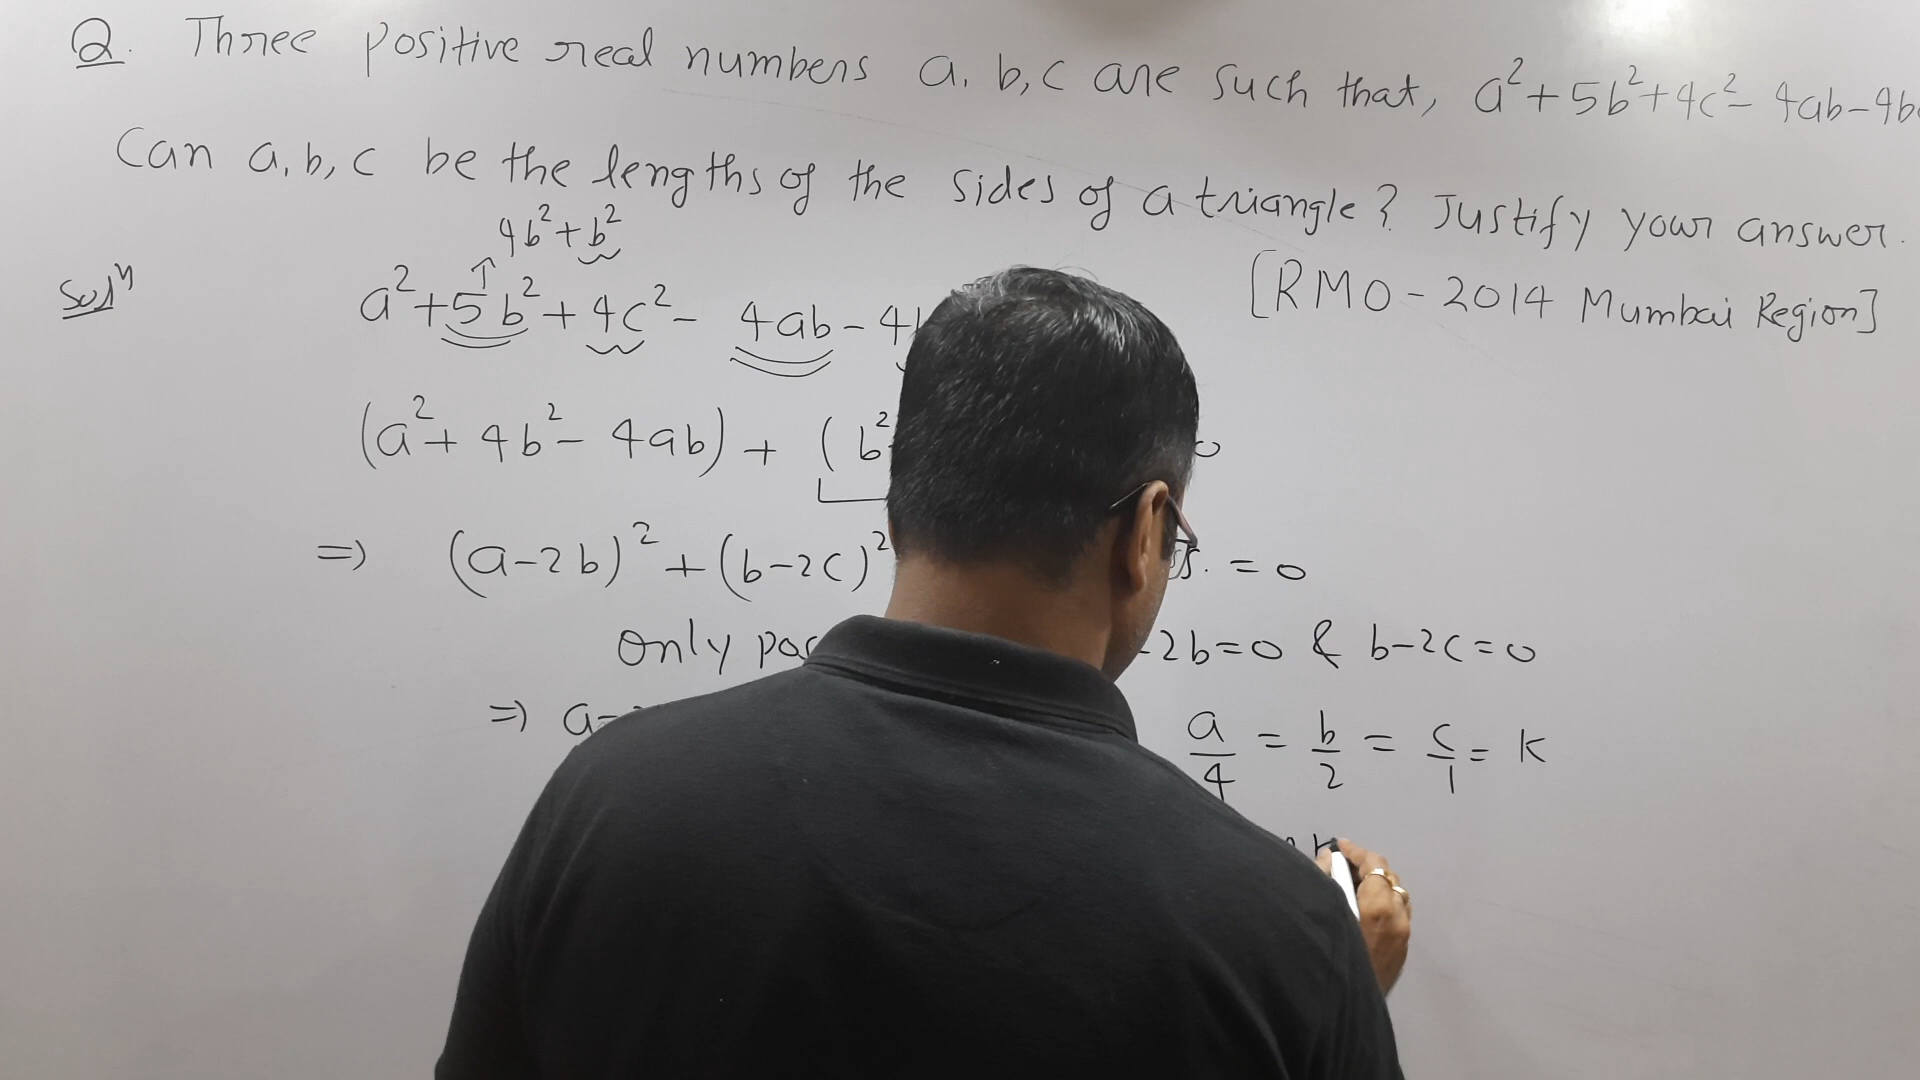 Q. Three positive real numbers a, b, c are such that, a²+5b²+4c²-4ab-4b
Can a, b, c be the lengths of the sides of a triangle? Justify your answer.
[RMO-2014 Mumbai Region]
4b²+b²
Solⁿ a²+5b²+4c²-4ab-4
(a²+4b²-4ab)+(b²
=> (a-2b)²+(b-2c)² =0
Only -2b=0 & b-2c=0
=> a= a/4 = b/2 = c/1 = k